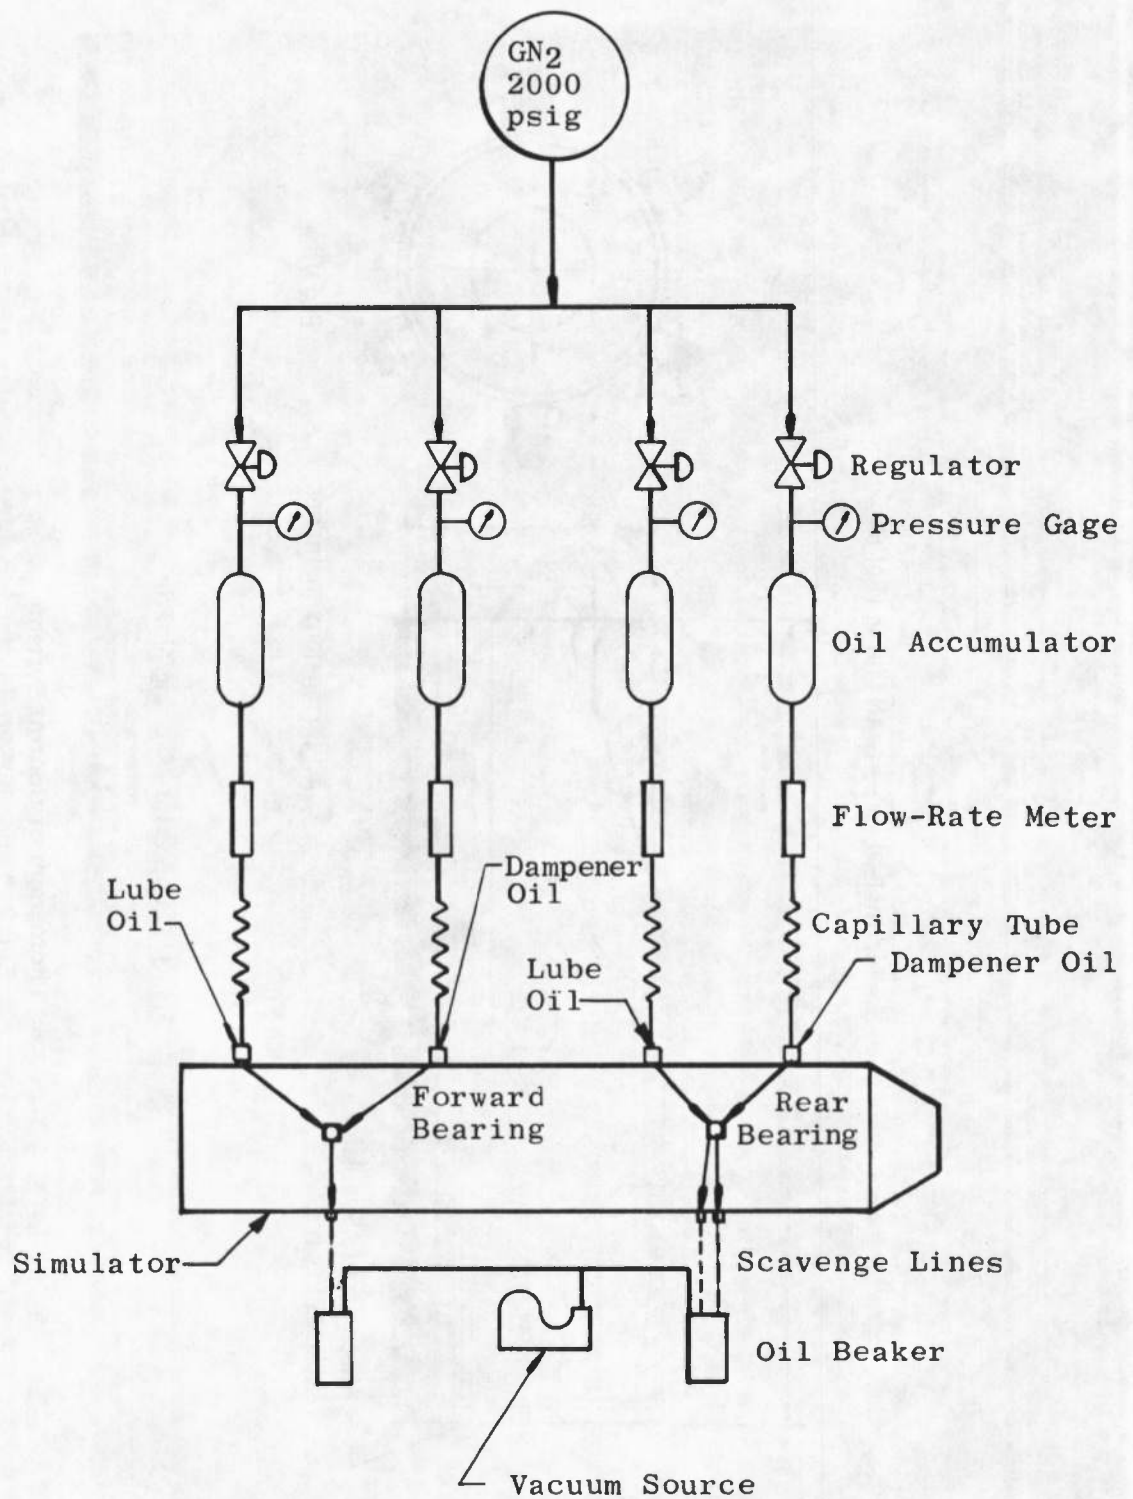 GN2
2000
psig
Regulator
Pressure Gage
Oil Accumulator
Flow-Rate Meter
Dampener
Oil
Lube
Oil
Capillary Tube
Dampener Oil
Lube
Oil
Forward
Bearing
Rear
Bearing
Simulator
Scavenge Lines
Oil Beaker
Vacuum Source